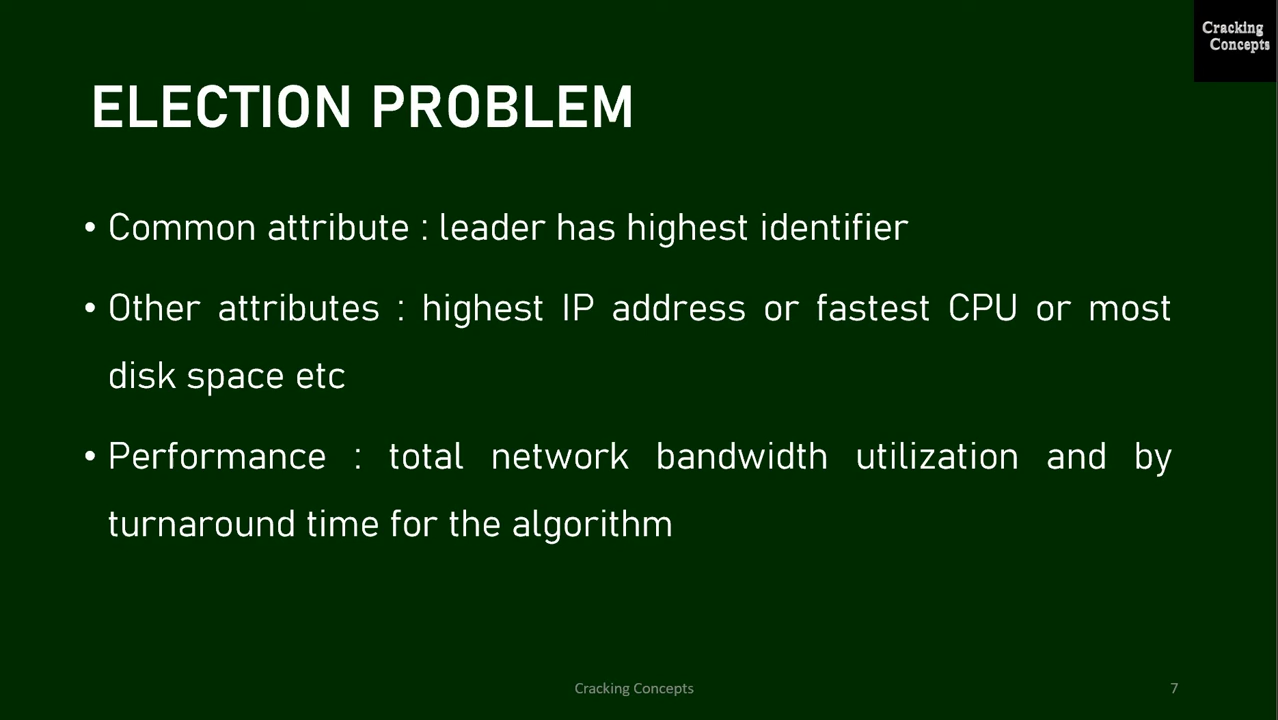 Cracking
Concepts
ELECTION PROBLEM
• Common attribute : leader has highest identifier
• Other attributes : highest IP address or fastest CPU or most
disk space etc
• Performance : total network bandwidth utilization and by
turnaround time for the algorithm
Cracking Concepts
7